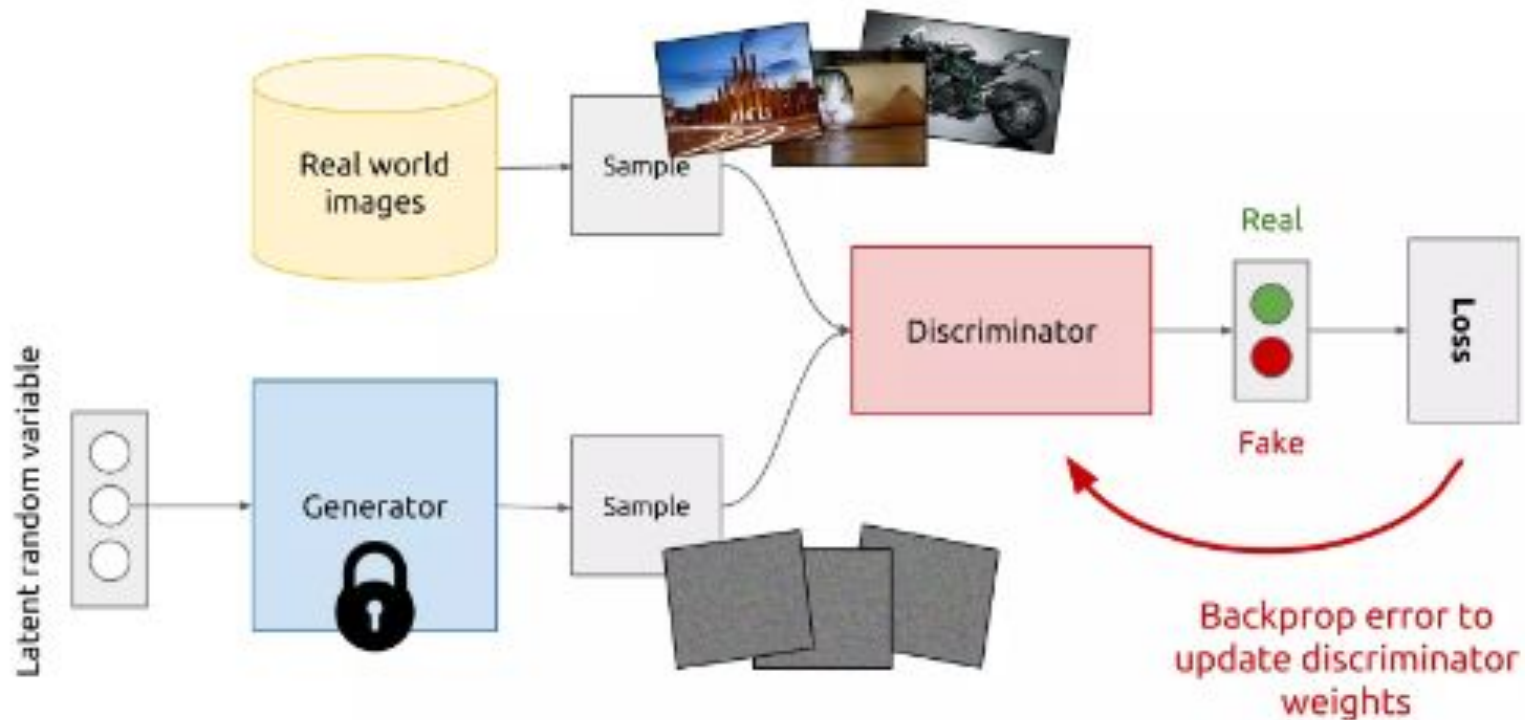 Real world
images
Sample
Real
Discriminator
Loss
Fake
Latent random variable
Generator
Sample
Backprop error to
update discriminator
weights